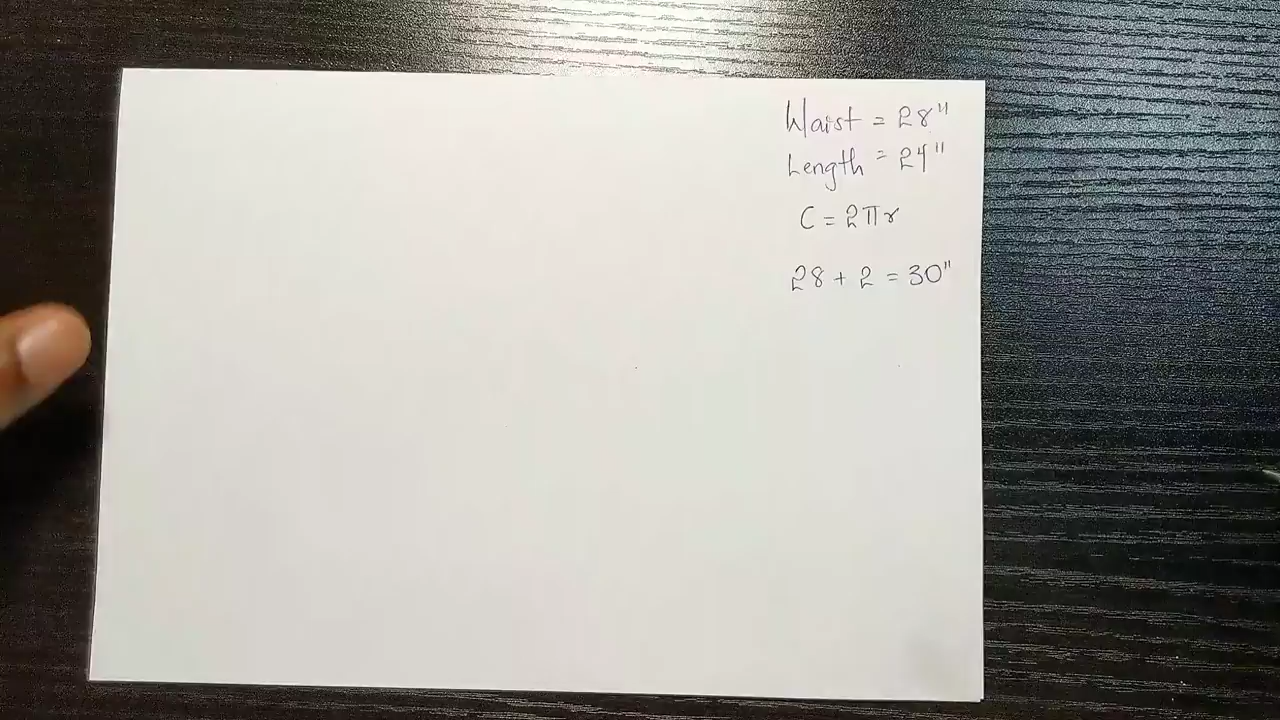 Waist = 28"
Length = 24"
C = 2πr
28 + 2 = 30"